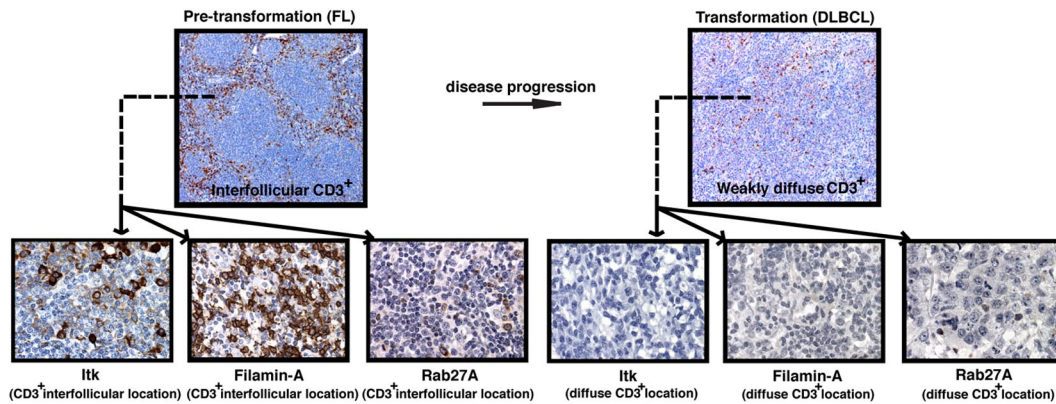 Pre-transformation (FL)
Transformation (DLBCL)
disease progression
Interfollicular CD3+
Weakly diffuse CD3+
Itk
(CD3+ interfollicular location)
Filamin-A
(CD3+ interfollicular location)
Rab27A
(CD3+ interfollicular location)
Itk
(diffuse CD3+ location)
Filamin-A
(diffuse CD3+ location)
Rab27A
(diffuse CD3+ location)